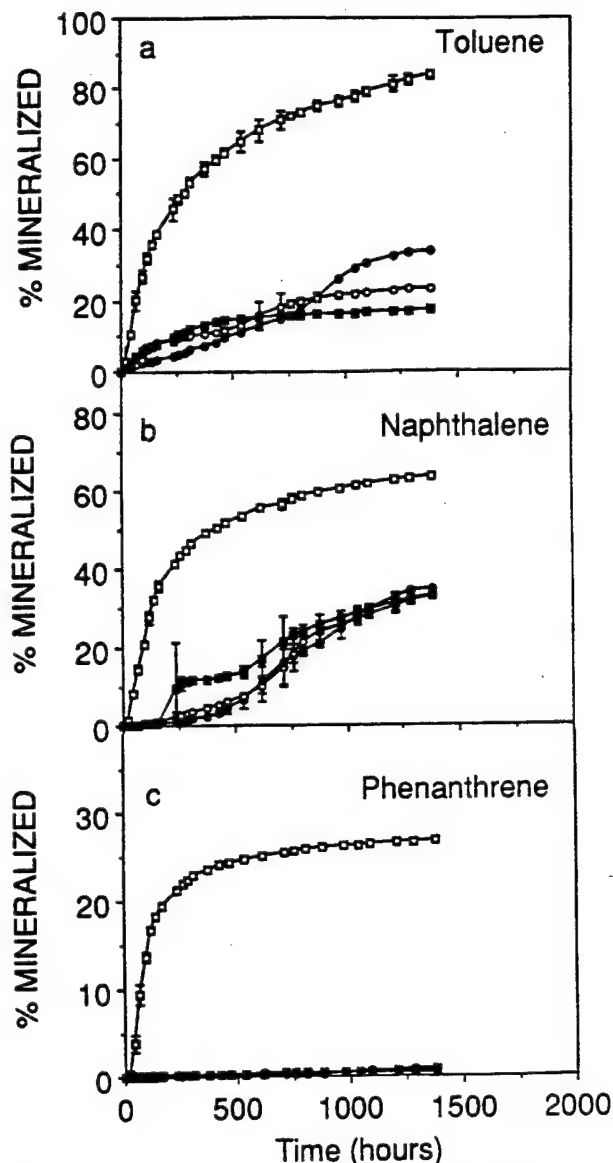 100
80
60
40
20
0
% MINERALIZED
a
Toluene
80
60
40
20
0
% MINERALIZED
b
Naphthalene
30
20
10
0
% MINERALIZED
c
Phenanthrene
0 500 1000 1500 2000
Time (hours)